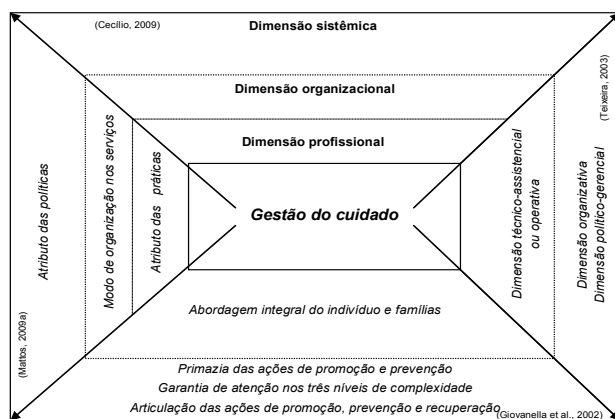 (Cecílio, 2009)
Dimensão sistêmica
Dimensão organizacional
Dimensão profissional
(Teixeira, 2003)
Atributo das políticas
Modo de organização nos serviços
Atributo das práticas
Gestão do cuidado
Dimensão técnico-assistencial
ou operativa
Dimensão organizativa
Dimensão político-gerencial
Abordagem integral do indivíduo e famílias
(Mattos, 2009a)
Primazia das ações de promoção e prevenção
Garantia de atenção nos três níveis de complexidade
Articulação das ações de promoção, prevenção e recuperação
(Giovanella et al., 2002)